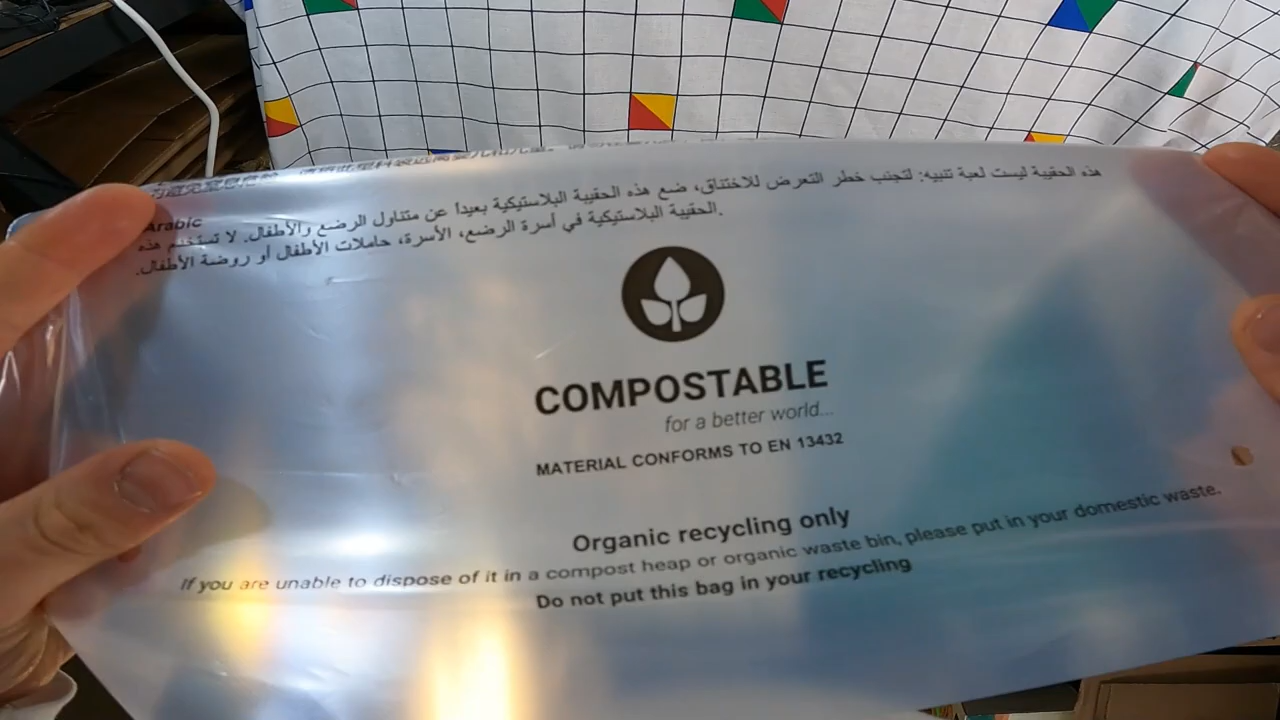 Arabic
هذه الحقيبة ليست لعبة تنبيه: لتجنب خطر التعرض للاختناق، ضع هذه الحقيبة البلاستيكية بعيداً عن متناول الرضع والأطفال. لا تستخدم هذه
الحقيبة البلاستيكية في أسرة الرضع، الأسرة، حاملات الأطفال أو روضة الأطفال.
COMPOSTABLE
for a better world...
MATERIAL CONFORMS TO EN 13432
Organic recycling only
If you are unable to dispose of it in a compost heap or organic waste bin, please put in your domestic waste.
Do not put this bag in your recycling